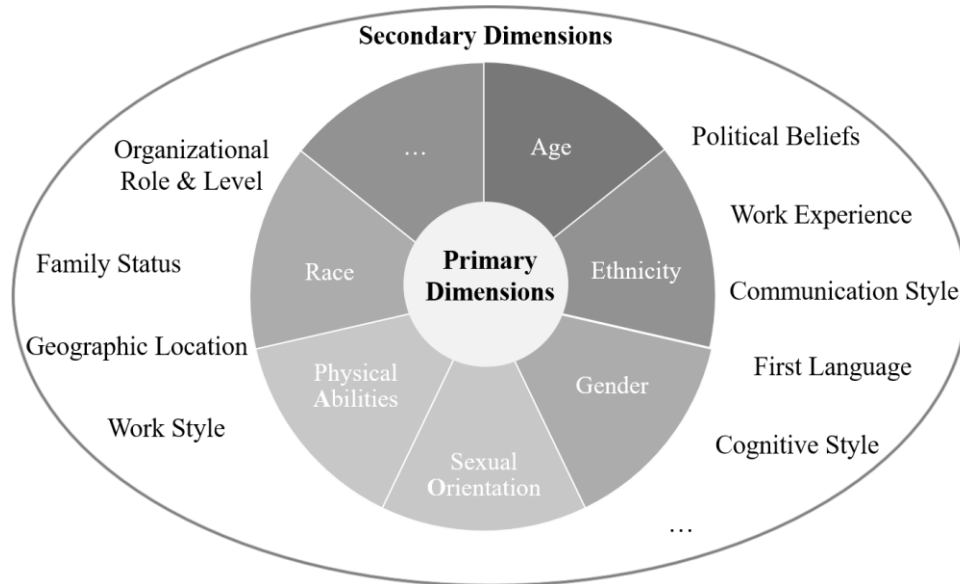 Secondary Dimensions
…
Age
Ethnicity
Gender
Sexual
Orientation
Physical
Abilities
Race
Primary
Dimensions
Organizational
Role & Level
Family Status
Geographic Location
Work Style
Political Beliefs
Work Experience
Communication Style
First Language
Cognitive Style
…